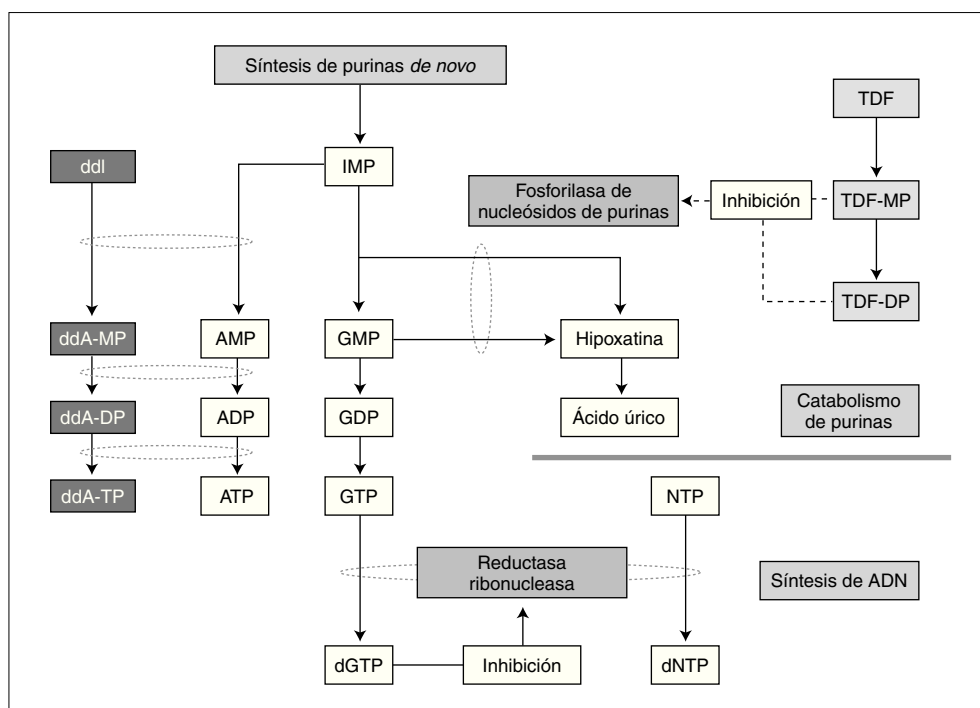 Síntesis de purinas de novo
TDF
ddI
IMP
Fosforilasa de
nucleósidos de purinas
Inhibición
TDF-MP
TDF-DP
ddA-MP
AMP
GMP
Hipoxatina
ddA-DP
ADP
GDP
Ácido úrico
Catabolismo
de purinas
ddA-TP
ATP
GTP
NTP
Reductasa
ribonucleasa
Síntesis de ADN
dGTP
Inhibición
dNTP